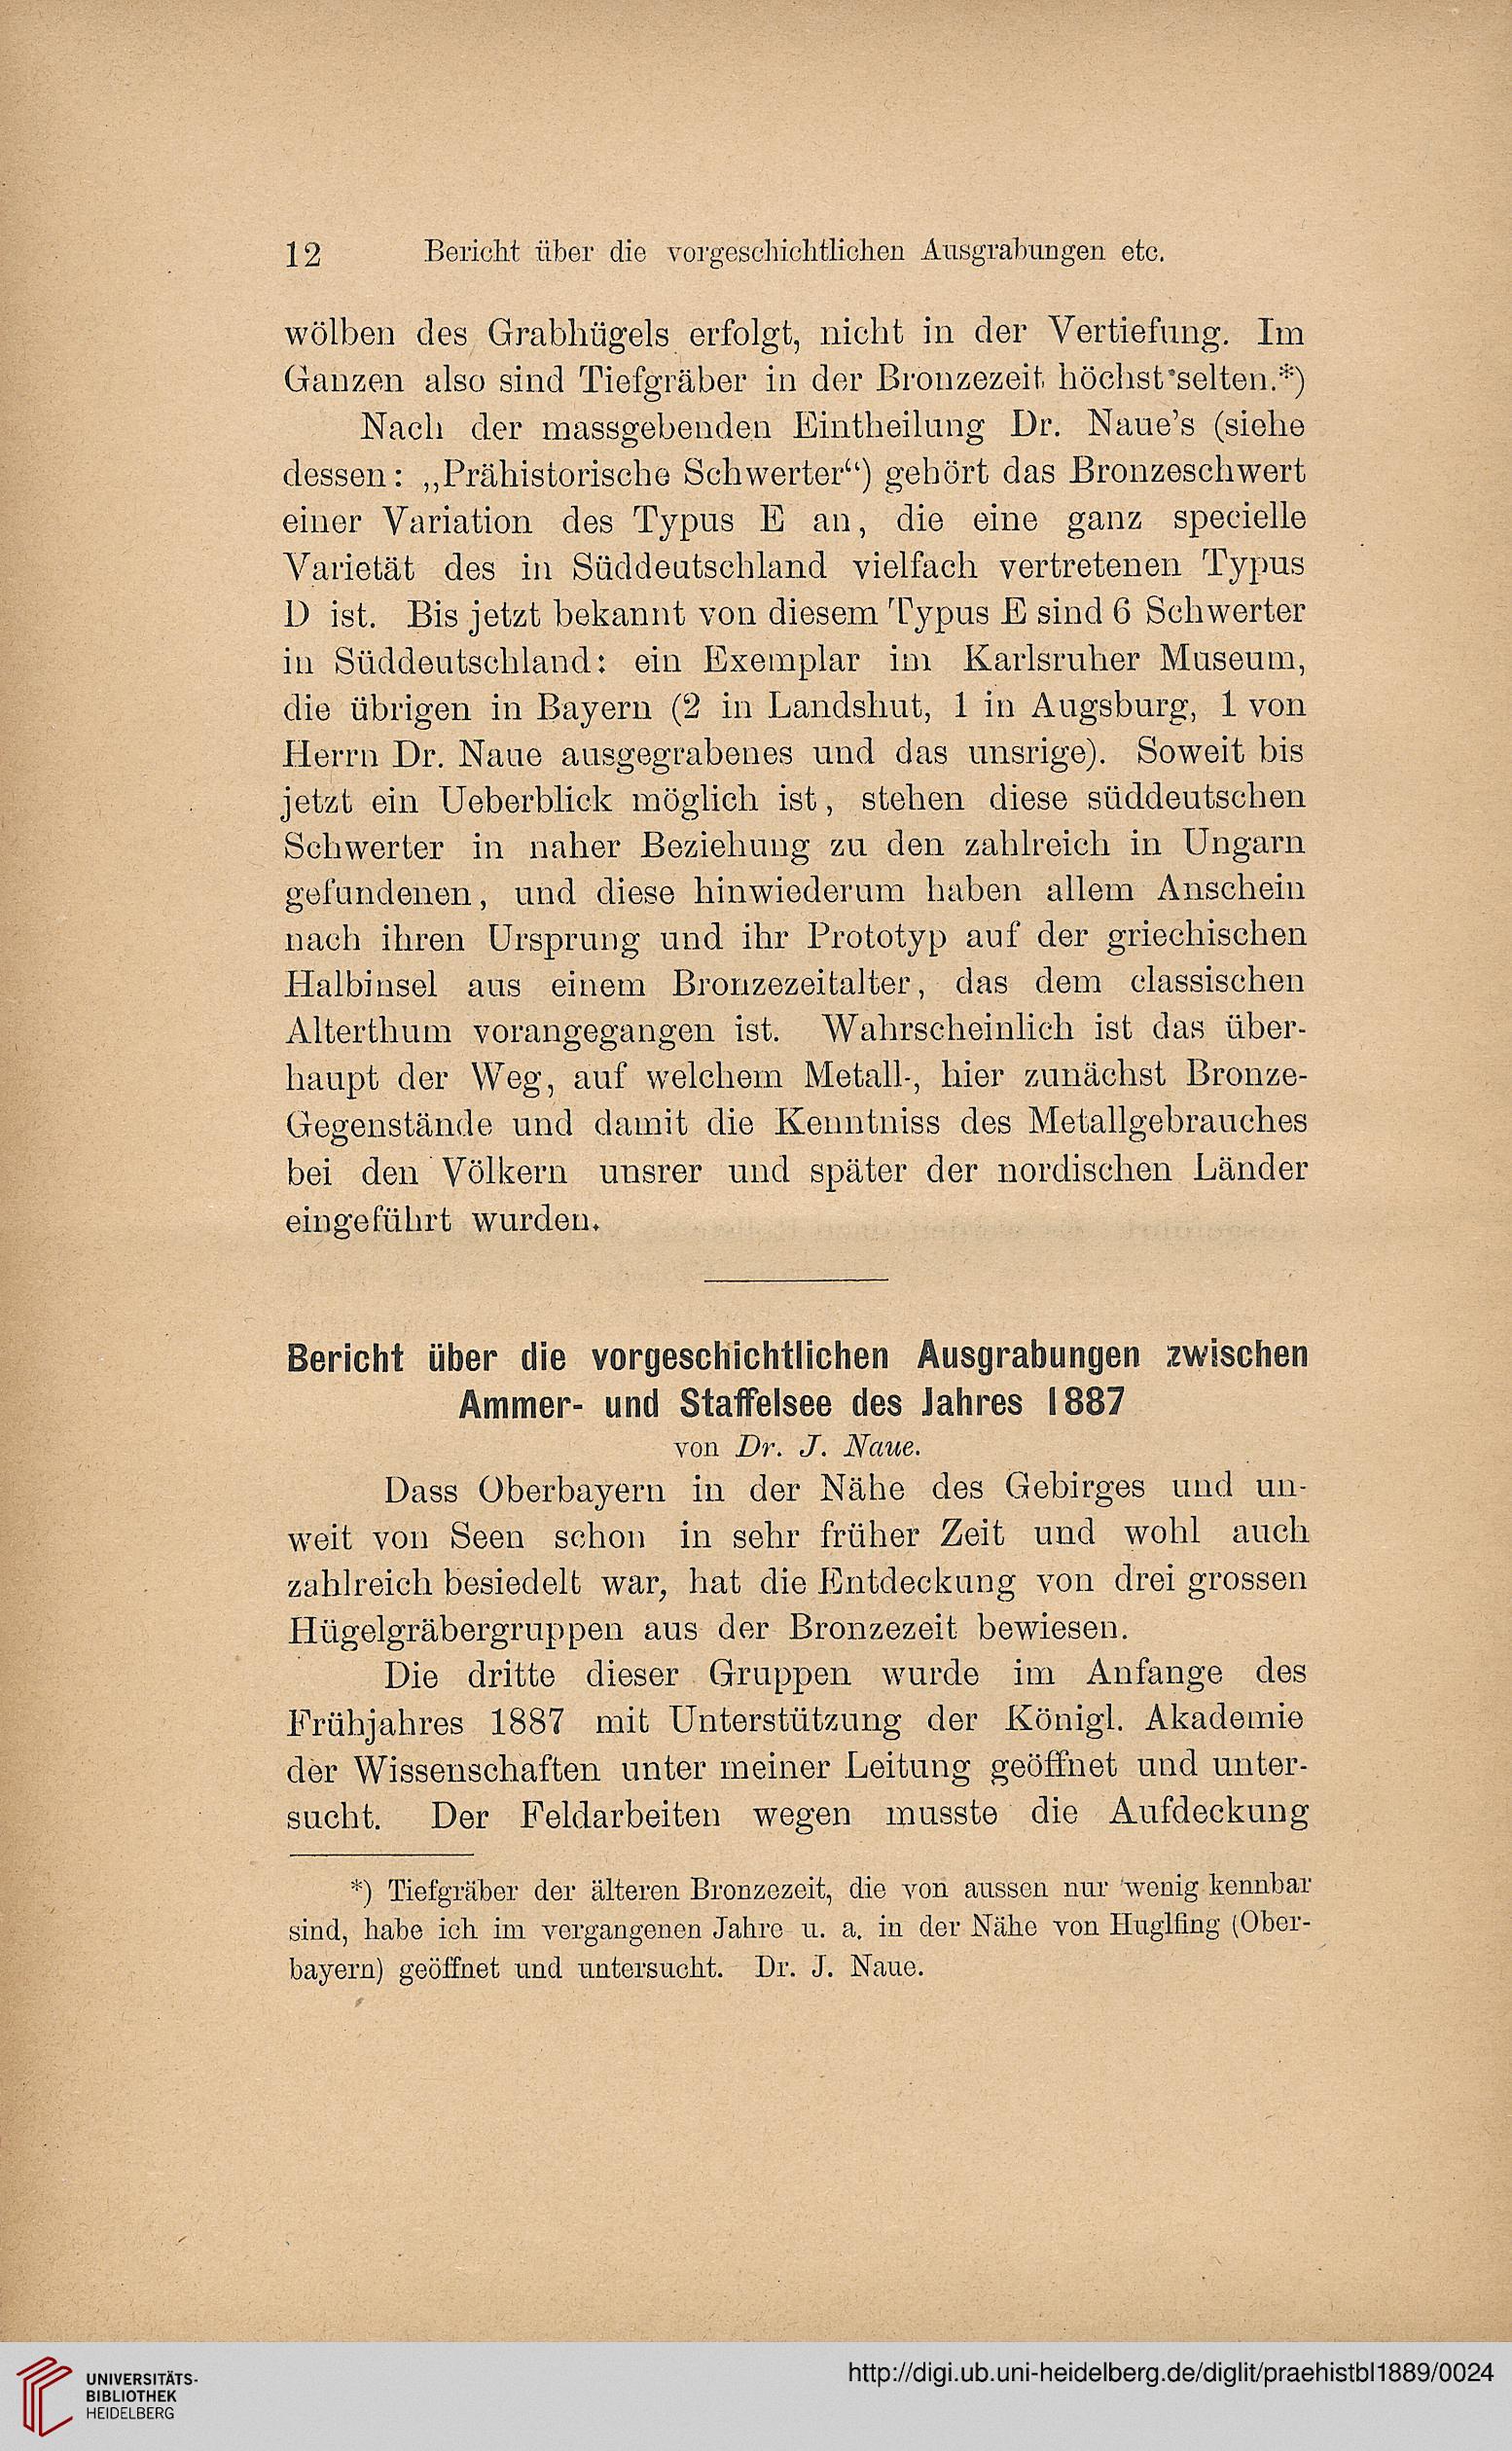 12 Bericht über die vorgeschichtlichen Ausgrabungen etc.
wölben des Grabhügels erfolgt, nicht in der Vertiefung. Im
Ganzen also sind Tiefgräber in der Bronzezeit höchst selten.*)
Nach der massgebenden Eintheilung Dr. Naue's (siehe
dessen: „Prähistorische Schwerter“) gehört das Bronzeschwert
einer Variation des Typus E an, die eine ganz specielle
Varietät des in Süddeutschland vielfach vertretenen Typus
D ist. Bis jetzt bekannt von diesem Typus E sind 6 Schwerter
in Süddeutschland: ein Exemplar im Karlsruher Museum,
die übrigen in Bayern (2 in Landshut, 1 in Augsburg, 1 von
Herrn Dr. Naue ausgegrabenes und das unsrige). Soweit bis
jetzt ein Ueberblick möglich ist, stehen diese süddeutschen
Schwerter in naher Beziehung zu den zahlreich in Ungarn
gefundenen, und diese hinwiederum haben allem Anschein
nach ihren Ursprung und ihr Prototyp auf der griechischen
Halbinsel aus einem Bronzezeitalter, das dem classischen
Alterthum vorangegangen ist. Wahrscheinlich ist das über-
haupt der Weg, auf welchem Metall-, hier zunächst Bronze-
Gegenstände und damit die Kenntniss des Metallgebrauches
bei den Völkern unsrer und später der nordischen Länder
eingeführt wurden.
Bericht über die vorgeschichtlichen Ausgrabungen zwischen
Ammer- und Staffelsee des Jahres 1887
von Dr. J. Naue.
Dass Oberbayern in der Nähe des Gebirges und un-
weit von Seen schon in sehr früher Zeit und wohl auch
zahlreich besiedelt war, hat die Entdeckung von drei grossen
Hügelgräbergruppen aus der Bronzezeit bewiesen.
Die dritte dieser Gruppen wurde im Anfange des
Frühjahres 1887 mit Unterstützung der Königl. Akademie
der Wissenschaften unter meiner Leitung geöffnet und unter-
sucht. Der Feldarbeiten wegen musste die Aufdeckung
*) Tiefgräber der älteren Bronzezeit, die von aussen nur wenig kennbar
sind, habe ich im vergangenen Jahre u. a. in der Nähe von Huglfing (Ober-
bayern) geöffnet und untersucht. Dr. J. Naue.
UNIVERSITÄTS-
BIBLIOTHEK
HEIDELBERG
http://digi.ub.uni-heidelberg.de/diglit/praehistbl1889/0024